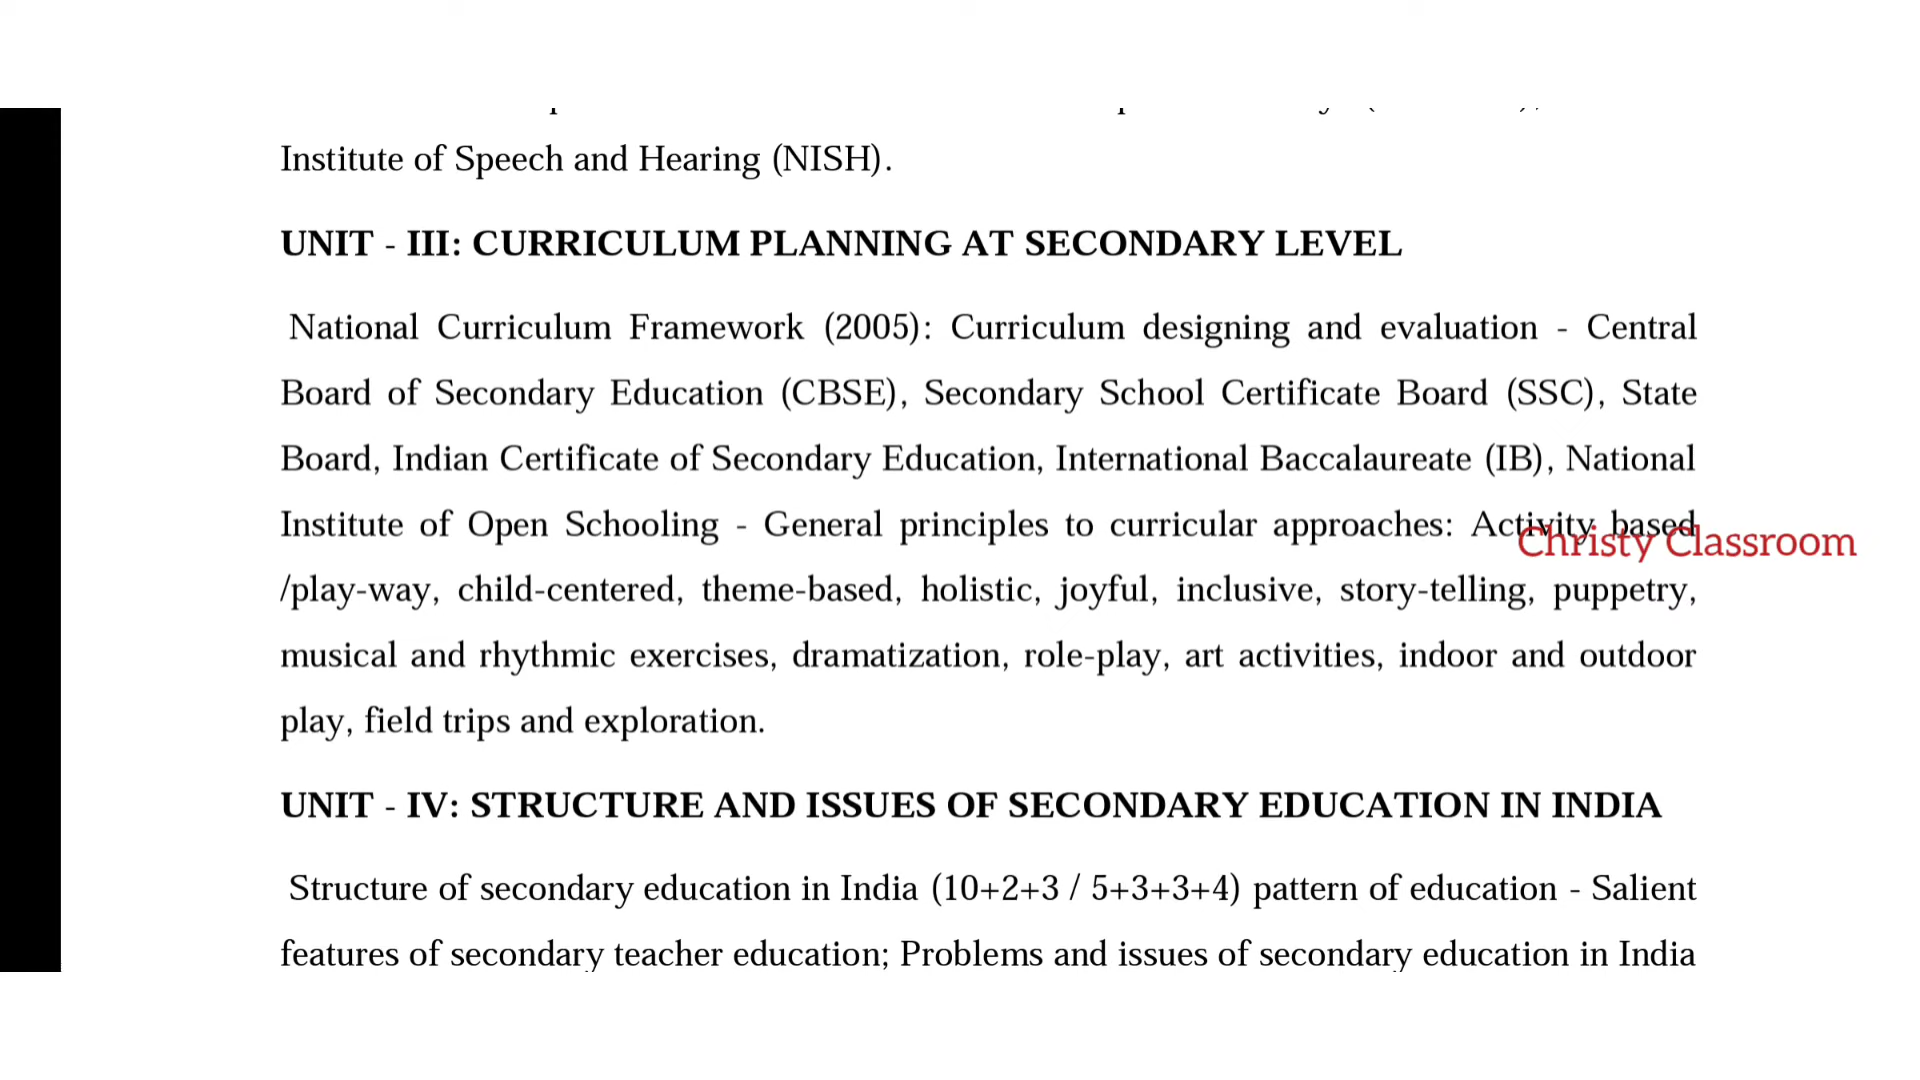 Institute of Speech and Hearing (NISH).
UNIT - III: CURRICULUM PLANNING AT SECONDARY LEVEL
National Curriculum Framework (2005): Curriculum designing and evaluation - Central
Board of Secondary Education (CBSE), Secondary School Certificate Board (SSC), State
Board, Indian Certificate of Secondary Education, International Baccalaureate (IB), National
Institute of Open Schooling - General principles to curricular approaches: Activity based
Christy Classroom
/play-way, child-centered, theme-based, holistic, joyful, inclusive, story-telling, puppetry,
musical and rhythmic exercises, dramatization, role-play, art activities, indoor and outdoor
play, field trips and exploration.
UNIT - IV: STRUCTURE AND ISSUES OF SECONDARY EDUCATION IN INDIA
Structure of secondary education in India (10+2+3 / 5+3+3+4) pattern of education - Salient
features of secondary teacher education; Problems and issues of secondary education in India